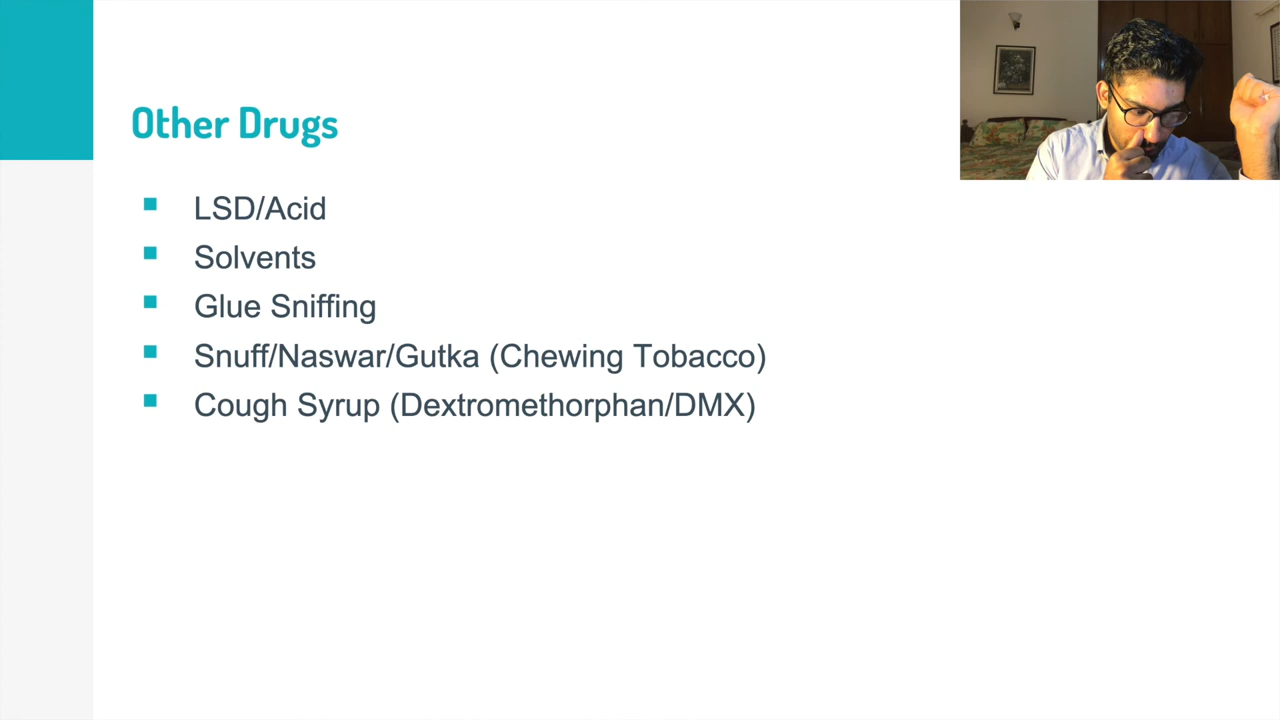 Other Drugs
LSD/Acid
Solvents
Glue Sniffing
Snuff/Naswar/Gutka (Chewing Tobacco)
Cough Syrup (Dextromethorphan/DMX)